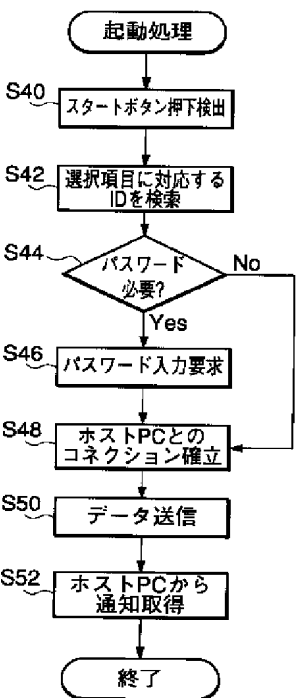 起動処理
S40
スタートボタン押下検出
S42
選択項目に対応する
IDを検索
S44
パスワード
必要?
No
Yes
S46
パスワード入力要求
S48
ホストPCとの
コネクション確立
S50
データ送信
S52
ホストPCから
通知取得
終了